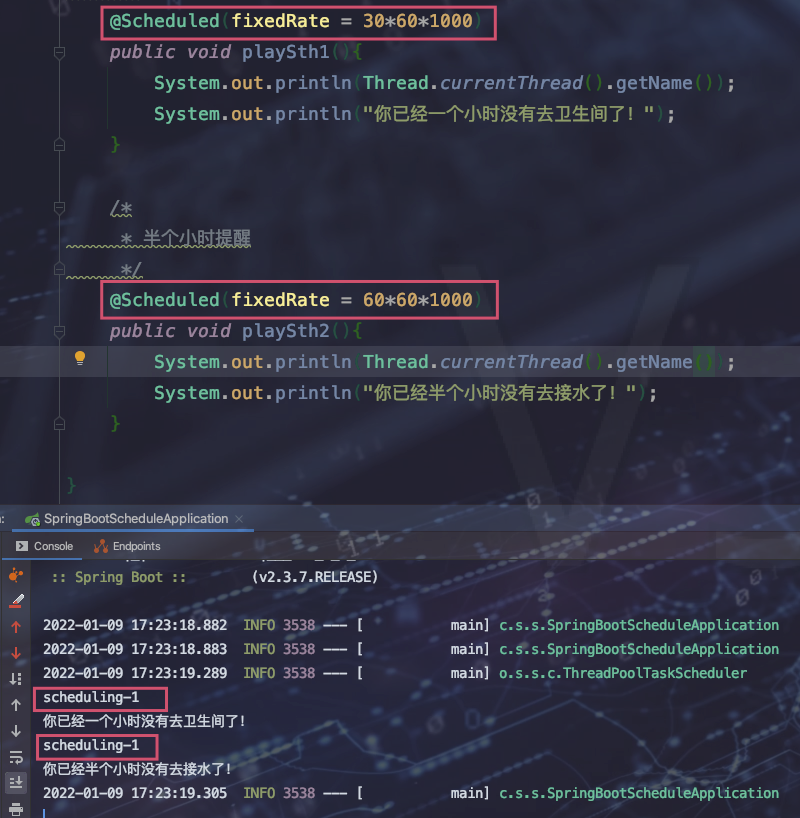 @Scheduled(fixedRate = 30*60*1000)
public void playSth1(){
System.out.println(Thread.currentThread().getName());
System.out.println("你已经一个小时没有去卫生间了！");
}
/*
* 半个小时提醒
*/
@Scheduled(fixedRate = 60*60*1000)
public void playSth2(){
System.out.println(Thread.currentThread().getName());
System.out.println("你已经半个小时没有去接水了！");
}
}
SpringBootScheduleApplication
Console Endpoints
:: Spring Boot :: (v2.3.7.RELEASE)
2022-01-09 17:23:18.882 INFO 3538 --- [ main] c.s.s.SpringBootScheduleApplication
2022-01-09 17:23:18.883 INFO 3538 --- [ main] c.s.s.SpringBootScheduleApplication
2022-01-09 17:23:19.289 INFO 3538 --- [ main] o.s.s.c.ThreadPoolTaskScheduler
scheduling-1
你已经一个小时没有去卫生间了！
scheduling-1
你已经半个小时没有去接水了！
2022-01-09 17:23:19.305 INFO 3538 --- [ main] c.s.s.SpringBootScheduleApplication